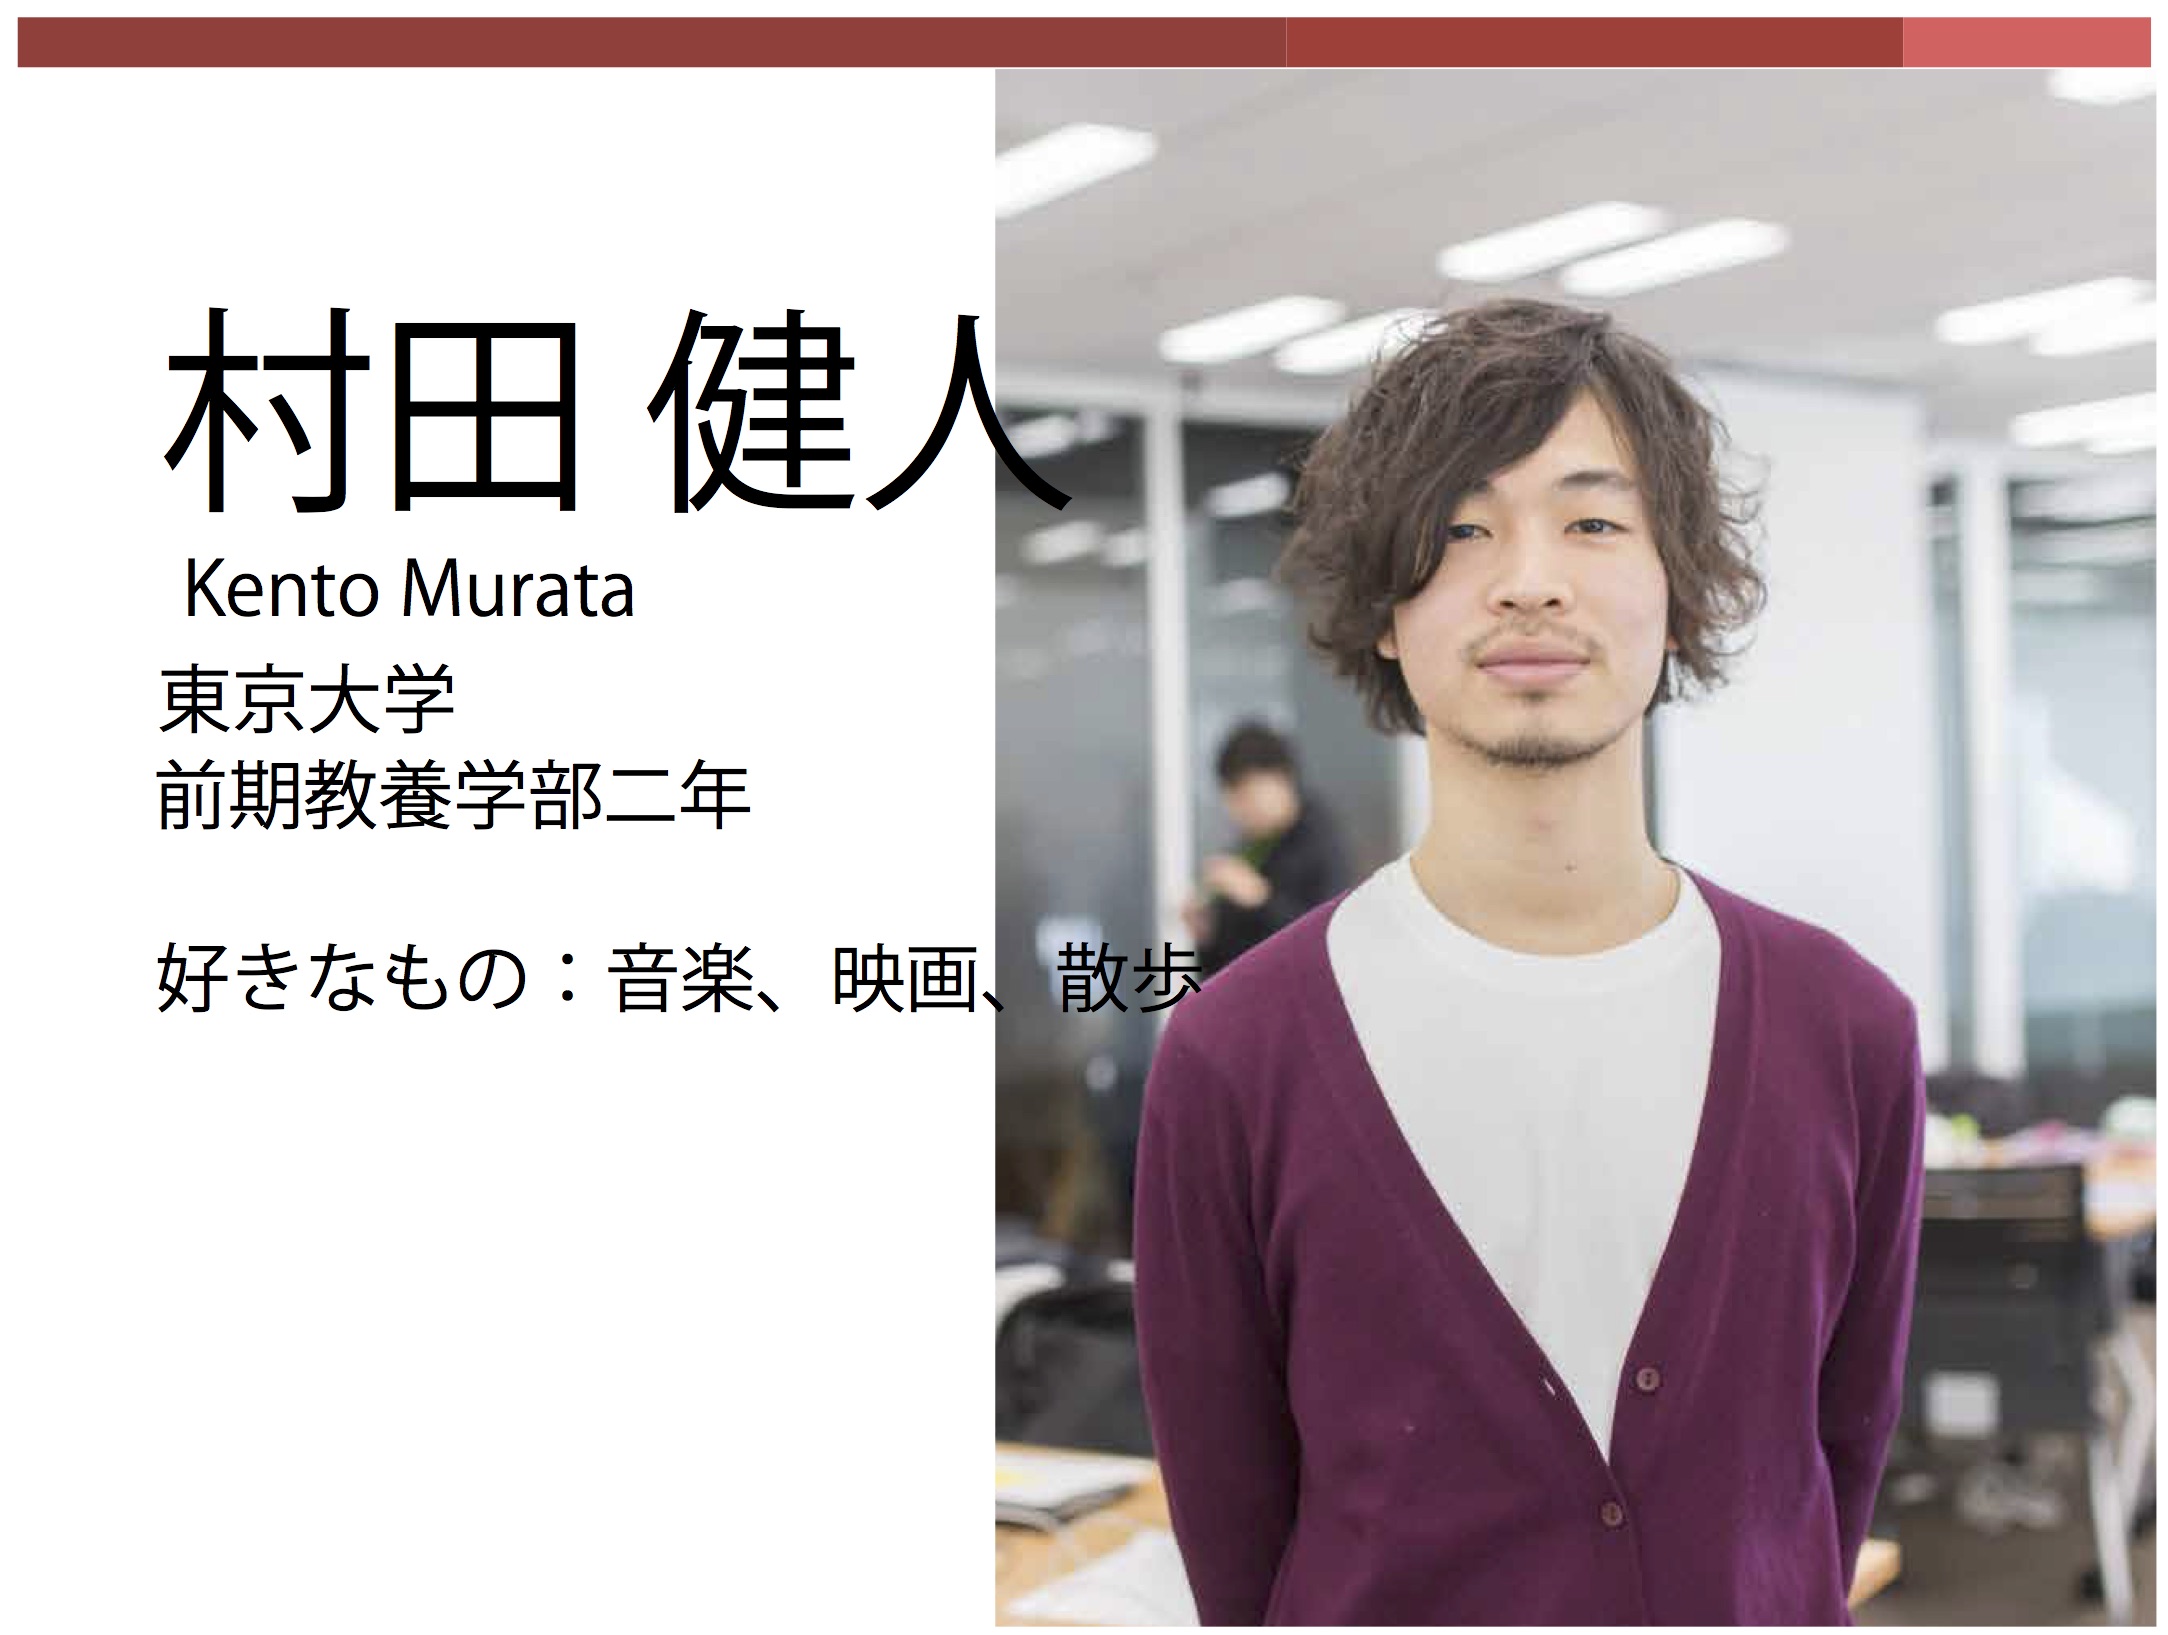 村田 健人
Kento Murata
東京大学
前期教養学部二年
好きなもの：音楽、映画、散歩